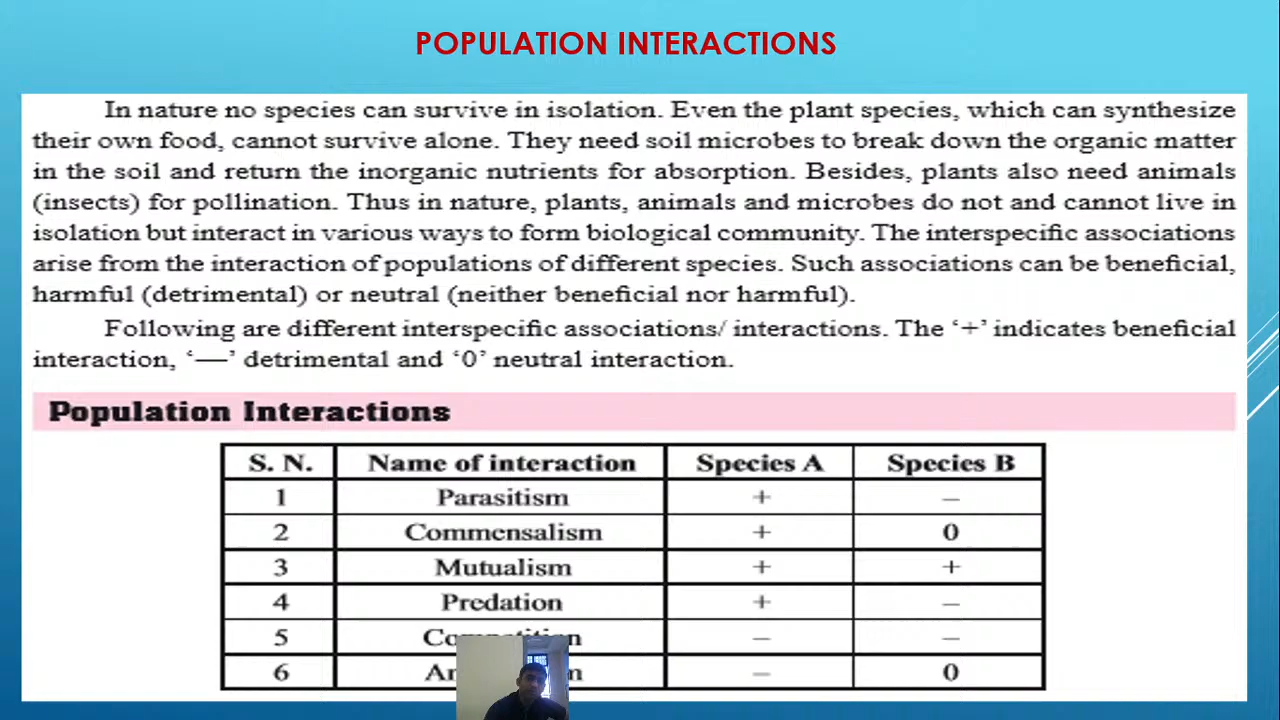 POPULATION INTERACTIONS
In nature no species can survive in isolation. Even the plant species, which can synthesize
their own food, cannot survive alone. They need soil microbes to break down the organic matter
in the soil and return the inorganic nutrients for absorption. Besides, plants also need animals
(insects) for pollination. Thus in nature, plants, animals and microbes do not and cannot live in
isolation but interact in various ways to form biological community. The interspecific associations
arise from the interaction of populations of different species. Such associations can be beneficial,
harmful (detrimental) or neutral (neither beneficial nor harmful).
Following are different interspecific associations/ interactions. The ‘+’ indicates beneficial
interaction, ‘—’ detrimental and ‘0’ neutral interaction.
Population Interactions
S. N. Name of interaction Species A Species B
1 Parasitism + –
2 Commensalism + 0
3 Mutualism + +
4 Predation + –
5 – –
6 – 0